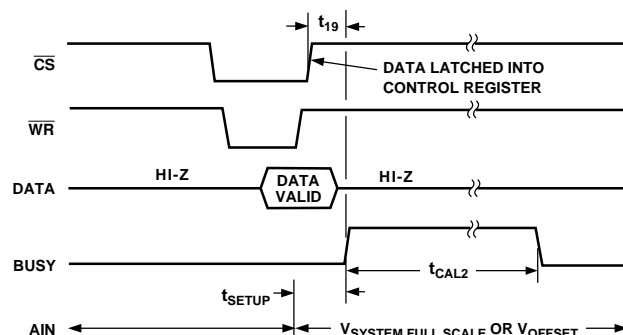 t19
CS
DATA LATCHED INTO
CONTROL REGISTER
WR
DATA
HI-Z
DATA
VALID
HI-Z
BUSY
tCAL2
tSETUP
AIN
VSYSTEM FULL SCALE OR VOFFSET